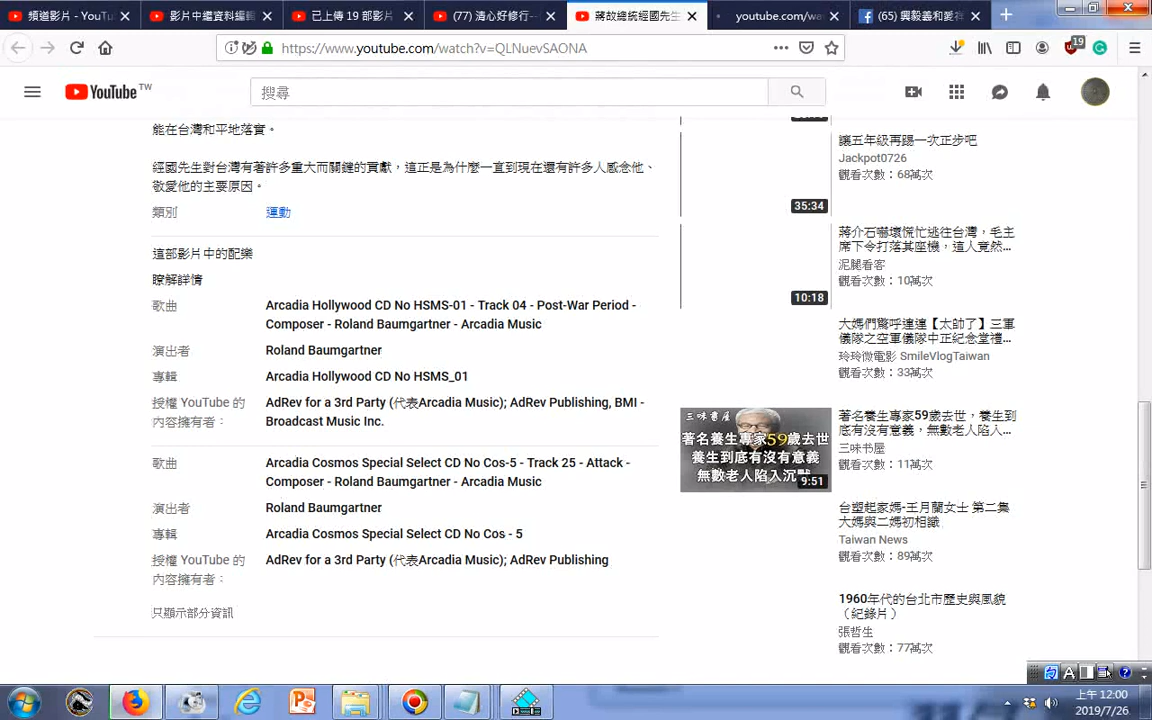 頻道影片 - YouTu
影片中繼資料編輯
已上傳 19 部影片
(77) 清心好修行--
蔣故總統經國先生
youtube.com/wa
(65) 興毅義和愛祥
https://www.youtube.com/watch?v=QLNuevSAONA
19
YouTube TW
搜尋
能在台灣和平地落實。
經國先生對台灣有著許多重大而關鍵的貢獻，這正是為什麼一直到現在還有許多人感念他、
敬愛他的主要原因。
類別 運動
這部影片中的配樂
瞭解詳情
歌曲 Arcadia Hollywood CD No HSMS-01 - Track 04 - Post-War Period -
Composer - Roland Baumgartner - Arcadia Music
演出者 Roland Baumgartner
專輯 Arcadia Hollywood CD No HSMS_01
授權 YouTube 的 AdRev for a 3rd Party (代表Arcadia Music); AdRev Publishing, BMI -
內容擁有者： Broadcast Music Inc.
歌曲 Arcadia Cosmos Special Select CD No Cos-5 - Track 25 - Attack -
Composer - Roland Baumgartner - Arcadia Music
演出者 Roland Baumgartner
專輯 Arcadia Cosmos Special Select CD No Cos - 5
授權 YouTube 的 AdRev for a 3rd Party (代表Arcadia Music); AdRev Publishing
內容擁有者：
只顯示部分資訊
讓五年級再踢一次正步吧
Jackpot0726
觀看次數：68萬次
35:34
蔣介石嚇壞慌忙逃往台灣，毛主
席下令打落其座機，這人竟然...
泥腿看客
觀看次數：10萬次
10:18
大媽們驚呼連連【太帥了】三軍
儀隊之空軍儀隊中正紀念堂禮...
玲玲微電影 SmileVlogTaiwan
觀看次數：33萬次
三味书屋
著名養生專家59歲去世
養生到底有沒有意義
無數老人陷入沉默
9:51
著名養生專家59歲去世，養生到
底有沒有意義，無數老人陷入...
三味书屋
觀看次數：11萬次
台塑起家媽-王月蘭女士 第二集
大媽與二媽初相識
Taiwan News
觀看次數：89萬次
1960年代的台北市歷史與風貌
（紀錄片）
張哲生
觀看次數：77萬次
A
上午 12:00
2019/7/26